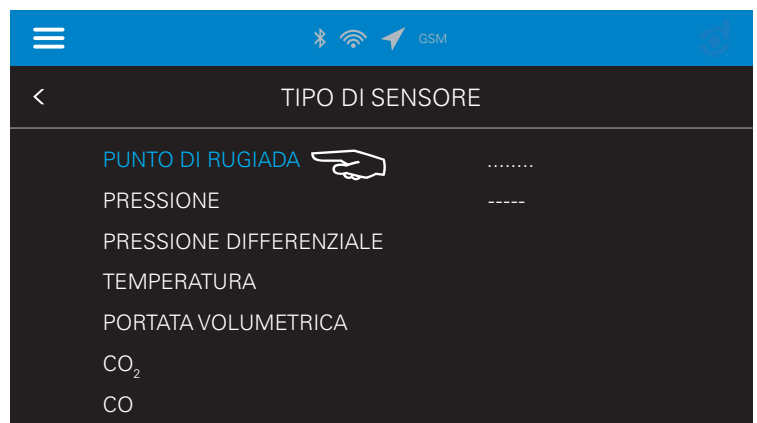 GSM
< TIPO DI SENSORE
PUNTO DI RUGIADA ........
PRESSIONE -----
PRESSIONE DIFFERENZIALE
TEMPERATURA
PORTATA VOLUMETRICA
CO₂
CO